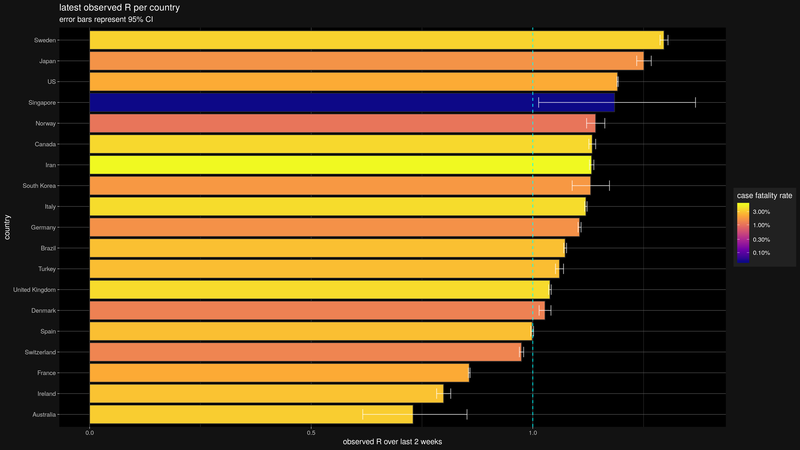 latest observed R per country
error bars represent 95% CI
country
Sweden
Japan
US
Singapore
Norway
Canada
Iran
South Korea
Italy
Germany
Brazil
Turkey
United Kingdom
Denmark
Spain
Switzerland
France
Ireland
Australia
0.0
0.5
1.0
observed R over last 2 weeks
case fatality rate
3.00%
1.00%
0.30%
0.10%